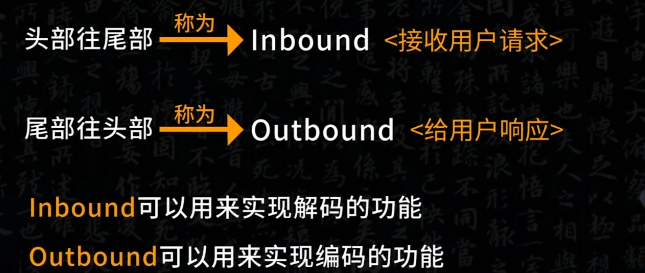 头部往尾部 称为 Inbound <接收用户请求>
尾部往头部 称为 Outbound <给用户响应>
Inbound可以用来实现解码的功能
Outbound可以用来实现编码的功能